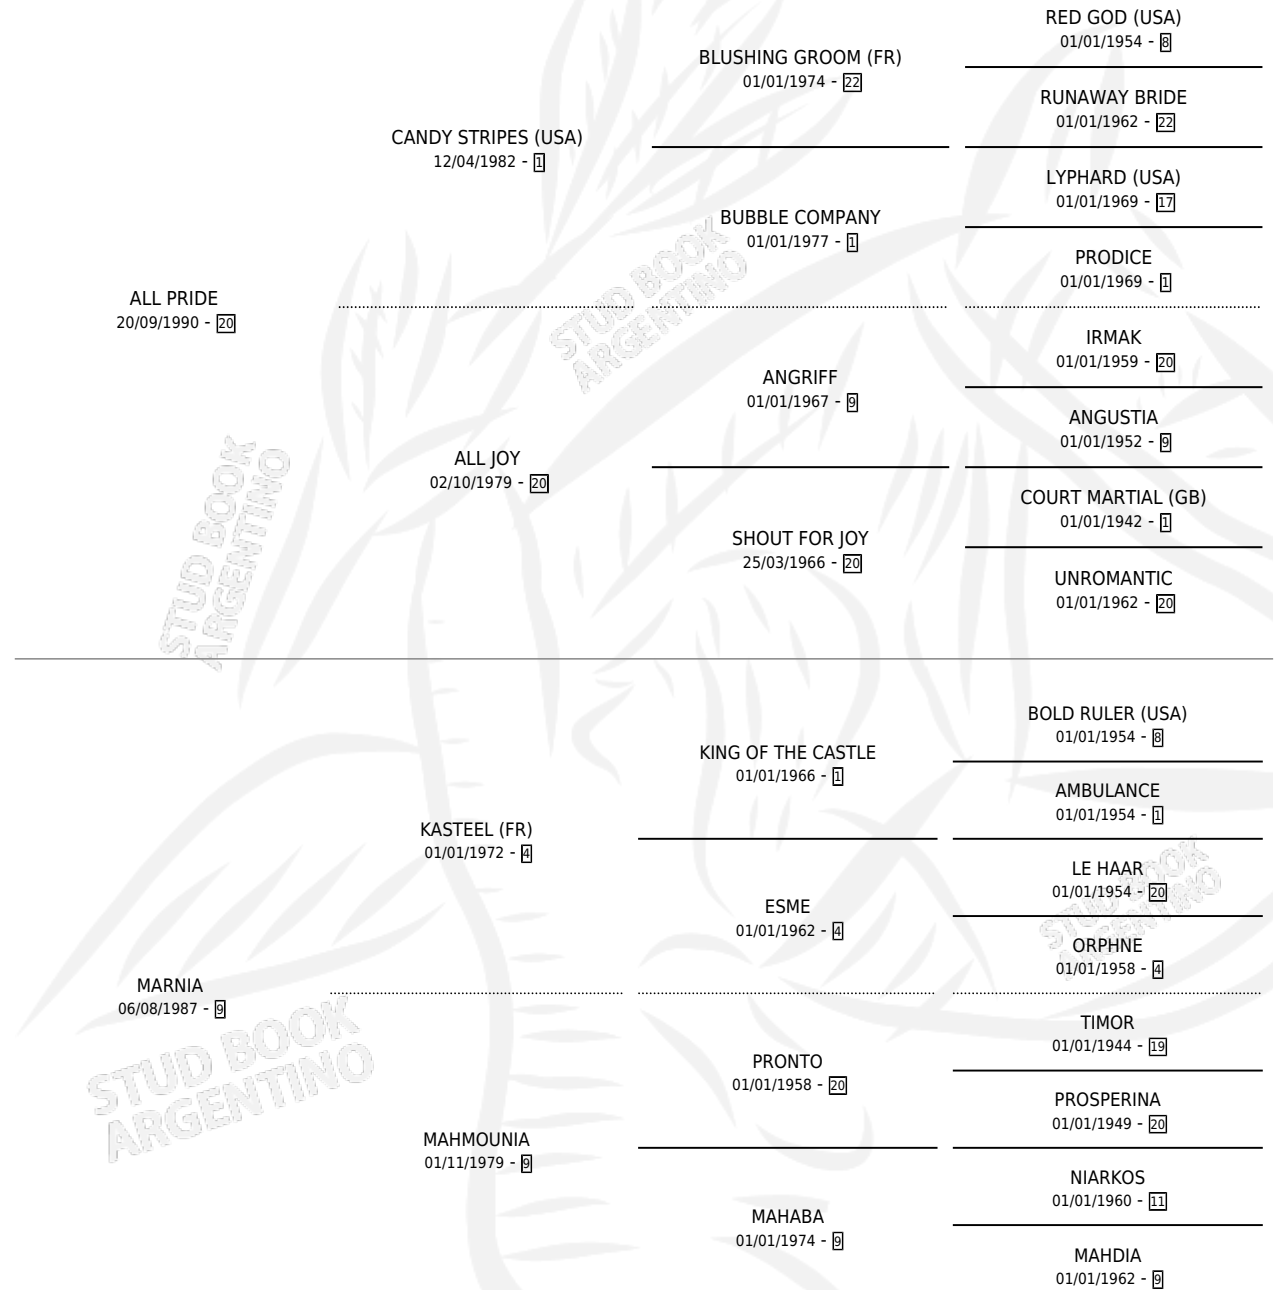 RED GOD (USA)
01/01/1954 - 8
BLUSHING GROOM (FR)
01/01/1974 - 22
RUNAWAY BRIDE
01/01/1962 - 22
CANDY STRIPES (USA)
12/04/1982 - 1
LYPHARD (USA)
01/01/1969 - 17
BUBBLE COMPANY
01/01/1977 - 1
PRODICE
01/01/1969 - 1
ALL PRIDE
20/09/1990 - 20
IRMAK
01/01/1959 - 20
ANGRIFF
01/01/1967 - 9
ANGUSTIA
01/01/1952 - 9
ALL JOY
02/10/1979 - 20
COURT MARTIAL (GB)
01/01/1942 - 1
SHOUT FOR JOY
25/03/1966 - 20
UNROMANTIC
01/01/1962 - 20
BOLD RULER (USA)
01/01/1954 - 8
KING OF THE CASTLE
01/01/1966 - 1
AMBULANCE
01/01/1954 - 1
KASTEEL (FR)
01/01/1972 - 4
LE HAAR
01/01/1954 - 20
ESME
01/01/1962 - 4
ORPHNE
01/01/1958 - 4
MARNIA
06/08/1987 - 9
TIMOR
01/01/1944 - 19
PRONTO
01/01/1958 - 20
PROSPERINA
01/01/1949 - 20
MAHMOUNIA
01/11/1979 - 9
NIARKOS
01/01/1960 - 11
MAHABA
01/01/1974 - 9
MAHDIA
01/01/1962 - 9
STUD BOOK
ARGENTINO
STUD BOOK
ARGENTINO
STUD BOOK
ARGENTINO
STUD BOOK
ARGENTINO